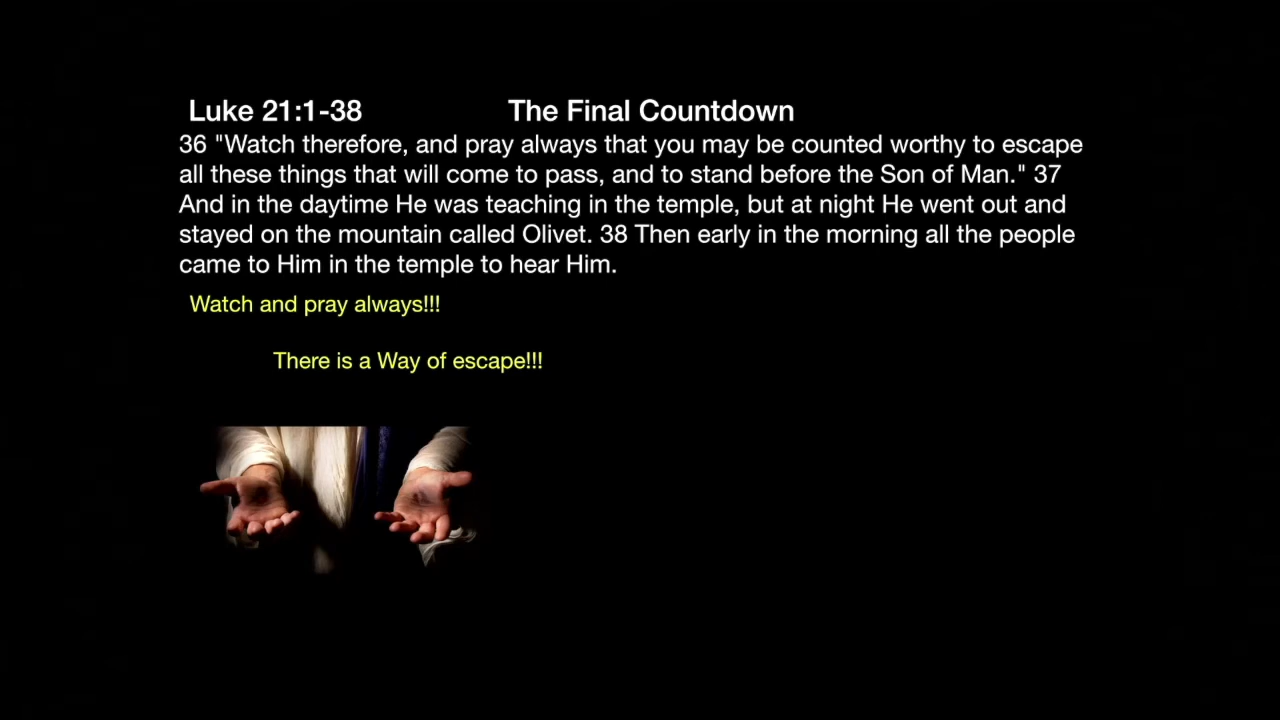 Luke 21:1-38 The Final Countdown
36 "Watch therefore, and pray always that you may be counted worthy to escape
all these things that will come to pass, and to stand before the Son of Man." 37
And in the daytime He was teaching in the temple, but at night He went out and
stayed on the mountain called Olivet. 38 Then early in the morning all the people
came to Him in the temple to hear Him.
Watch and pray always!!!
There is a Way of escape!!!